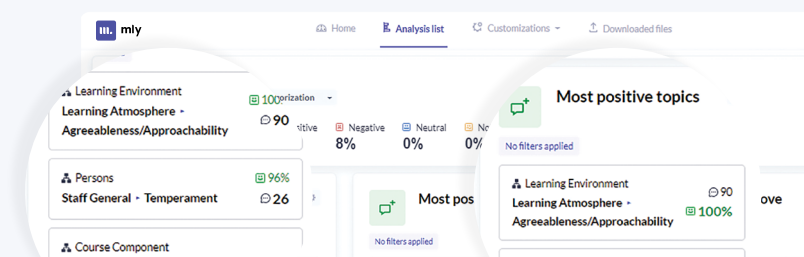 m. mly
Home
Analysis list
Customizations
Downloaded files
Learning Environment
100
Learning Atmosphere
90
Agreeableness/Approachability
Persons
96%
Staff General
Temperament
26
Course Component
Negative
8%
Neutral
0%
0%
Most pos
No filters applied
Most positive topics
No filters applied
Learning Environment
90
Learning Atmosphere
100%
Agreeableness/Approachability
ove